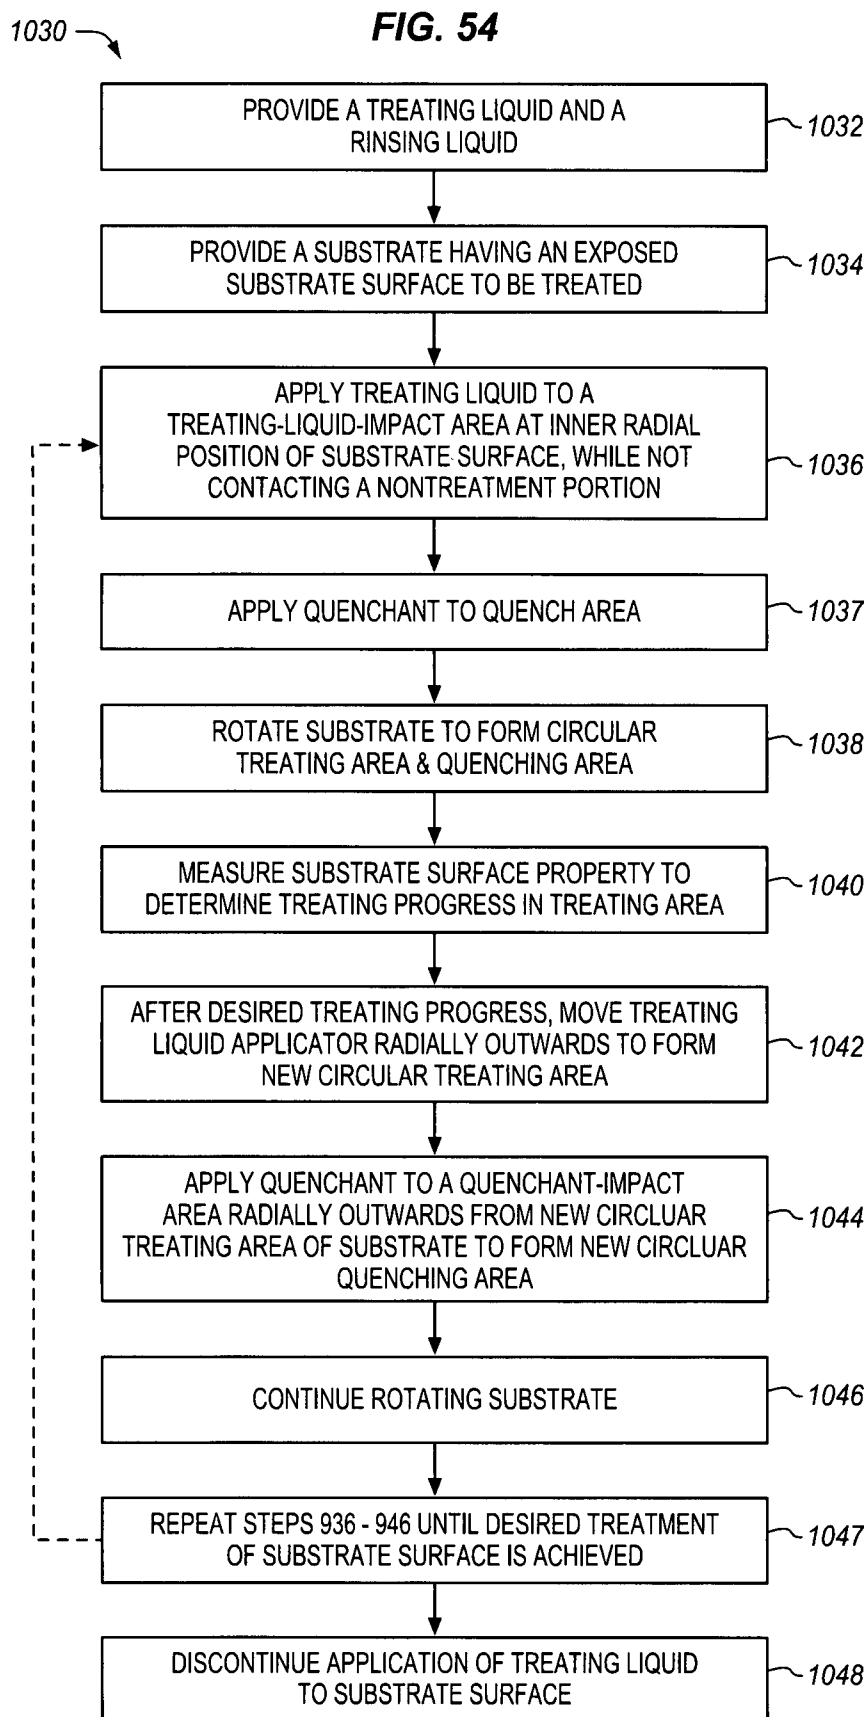 1030
FIG. 54
PROVIDE A TREATING LIQUID AND A
RINSING LIQUID
1032
PROVIDE A SUBSTRATE HAVING AN EXPOSED
SUBSTRATE SURFACE TO BE TREATED
1034
APPLY TREATING LIQUID TO A
TREATING-LIQUID-IMPACT AREA AT INNER RADIAL
POSITION OF SUBSTRATE SURFACE, WHILE NOT
CONTACTING A NONTREATMENT PORTION
1036
APPLY QUENCHANT TO QUENCH AREA
1037
ROTATE SUBSTRATE TO FORM CIRCULAR
TREATING AREA & QUENCHING AREA
1038
MEASURE SUBSTRATE SURFACE PROPERTY TO
DETERMINE TREATING PROGRESS IN TREATING AREA
1040
AFTER DESIRED TREATING PROGRESS, MOVE TREATING
LIQUID APPLICATOR RADIALLY OUTWARDS TO FORM
NEW CIRCULAR TREATING AREA
1042
APPLY QUENCHANT TO A QUENCHANT-IMPACT
AREA RADIALLY OUTWARDS FROM NEW CIRCLUAR
TREATING AREA OF SUBSTRATE TO FORM NEW CIRCLUAR
QUENCHING AREA
1044
CONTINUE ROTATING SUBSTRATE
1046
REPEAT STEPS 936 - 946 UNTIL DESIRED TREATMENT
OF SUBSTRATE SURFACE IS ACHIEVED
1047
DISCONTINUE APPLICATION OF TREATING LIQUID
TO SUBSTRATE SURFACE
1048